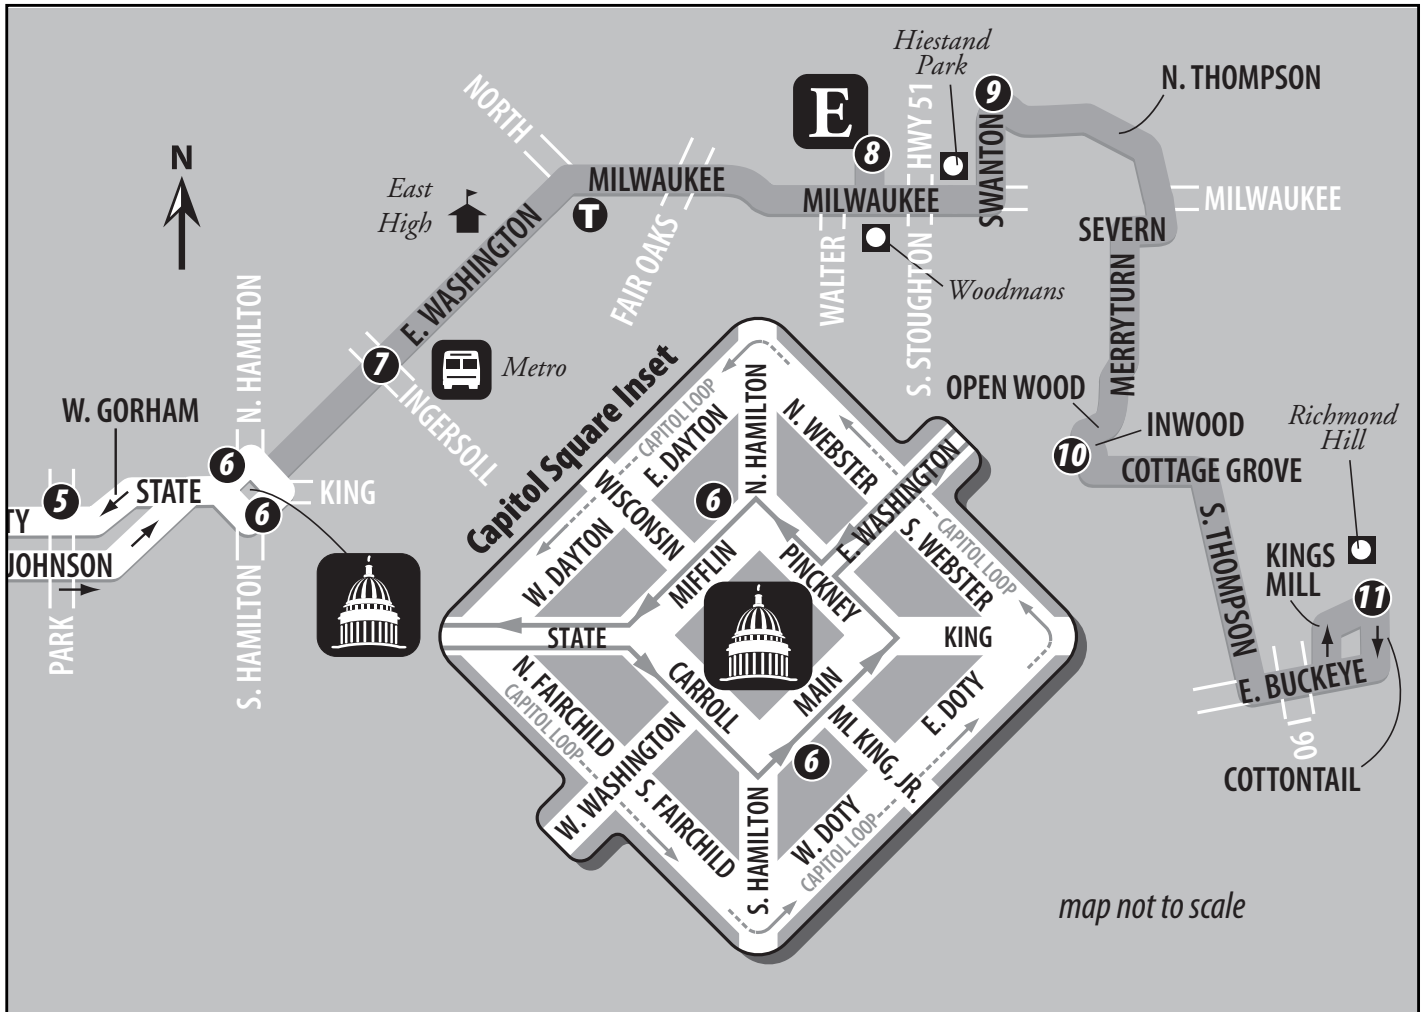 Hiestand
Park
N. THOMPSON
NORTH
E
8
HWY 51
9
SWANTON
N
East
High
T
MILWAUKEE
MILWAUKEE
MILWAUKEE
SEVERN
FAIR OAKS
WALTER
S. STOUGHTON
Woodmans
E. WASHINGTON
MERRYTURN
N. HAMILTON
7
Metro
INGERSOLL
OPEN WOOD
INWOOD
10
COTTAGE GROVE
Richmond
Hill
W. GORHAM
6
STATE
KING
5
TY
6
JOHNSON
PARK
S. HAMILTON
S. THOMPSON
KINGS
MILL
11
E. BUCKEYE
I 90
COTTONTAIL
Capitol Square Inset
CAPITOL LOOP
E. DAYTON
N. HAMILTON
N. WEBSTER
WISCONSIN
6
E. WASHINGTON
W. DAYTON
MIFFLIN
PINCKNEY
S. WEBSTER
CAPITOL LOOP
STATE
KING
N. FAIRCHILD
CARROLL
MAIN
E. DOTY
CAPITOL LOOP
W. WASHINGTON
6
ML KING, JR.
S. FAIRCHILD
S. HAMILTON
W. DOTY
CAPITOL LOOP
map not to scale